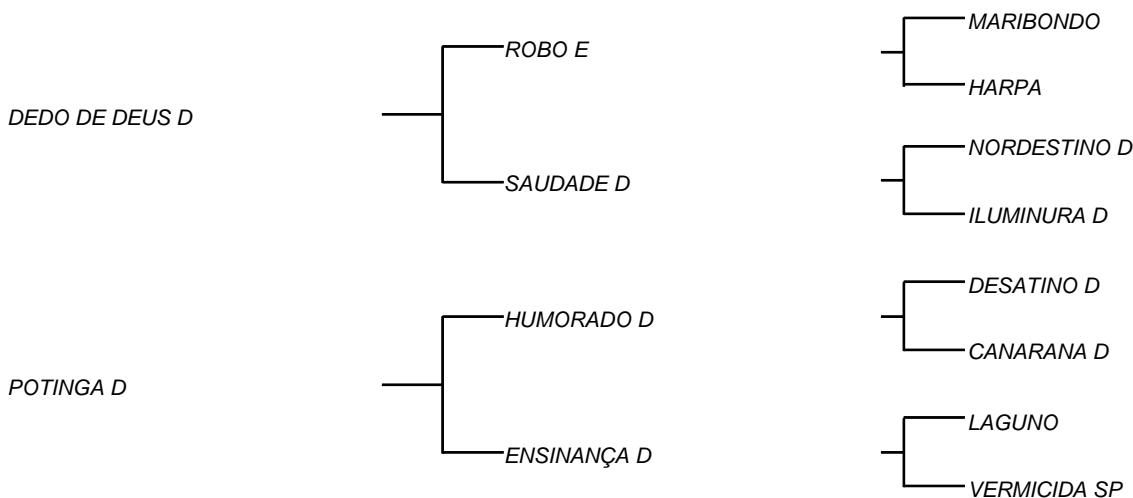 MARIBONDO
ROBO E
HARPA
DEDO DE DEUS D
NORDESTINO D
SAUDADE D
ILUMINURA D
DESATINO D
HUMORADO D
CANARANA D
POTINGA D
LAGUNO
ENSINANÇA D
VERMICIDA SP